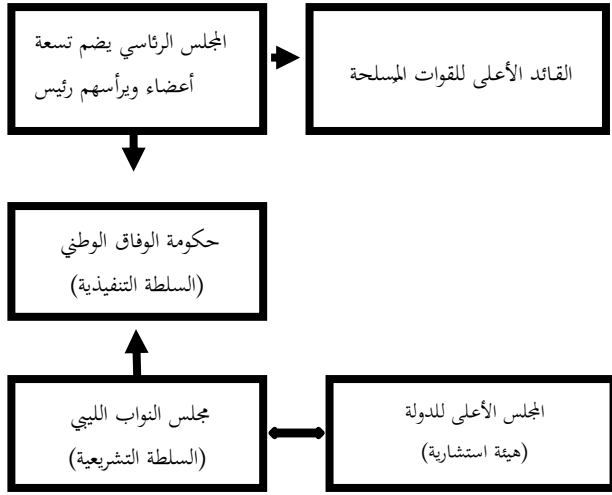 المجلس الرئاسي يضم تسعة
أعضاء ويرأسهم رئيس
القائد الأعلى للقوات المسلحة
حكومة الوفاق الوطني
(السلطة التنفيذية)
مجلس النواب الليبي
(السلطة التشريعية)
المجلس الأعلى للدولة
(هيئة استشارية)